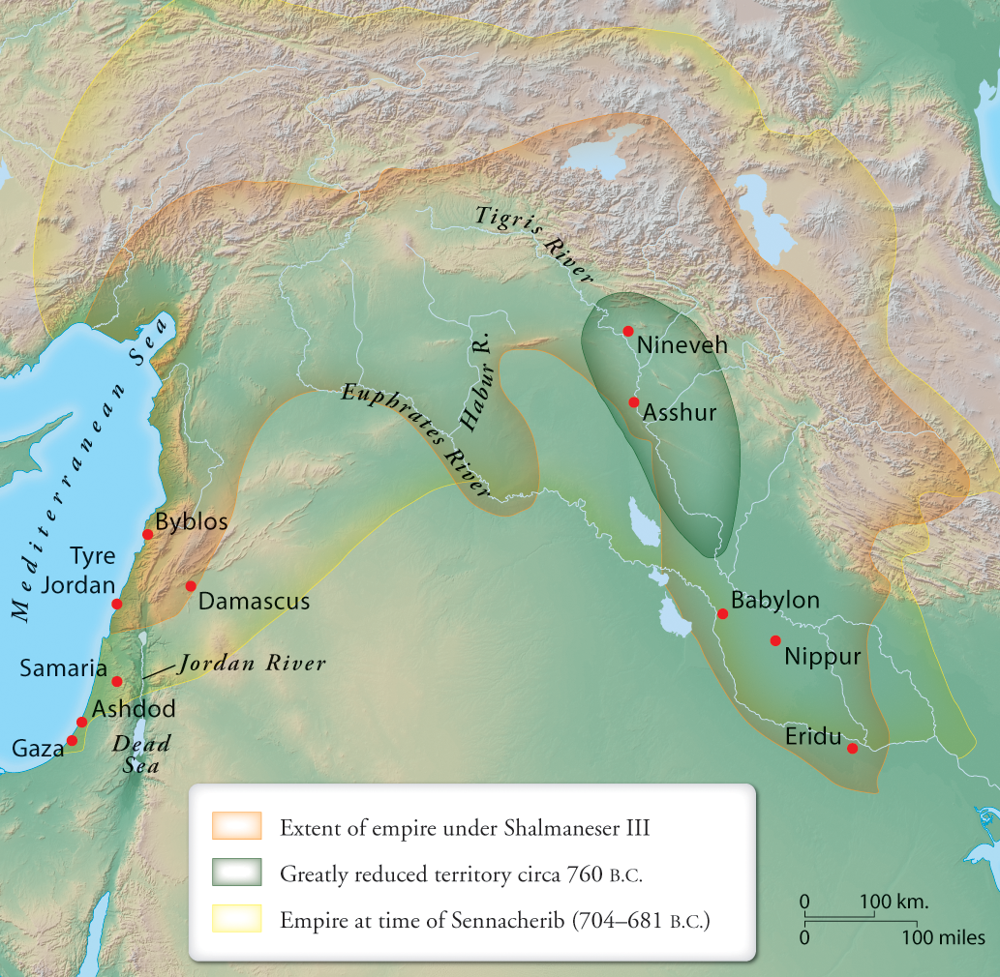 Tigris River
Mediterranean Sea
Nineveh
Habur R.
Euphrates River
Asshur
Byblos
Tyre
Jordan
Damascus
Babylon
Nippur
Samaria
Jordan River
Ashdod
Gaza
Dead
Sea
Eridu
Extent of empire under Shalmaneser III
Greatly reduced territory circa 760 B.C.
Empire at time of Sennacherib (704–681 B.C.)
0 100 km.
0 100 miles